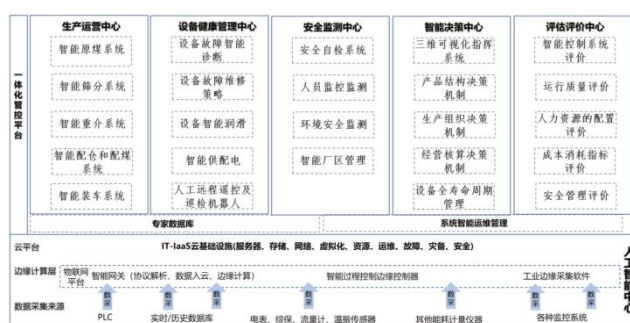 生产运营中心
设备健康管理中心
安全监测中心
智能决策中心
评估评价中心
一体化管控平台
智能原煤系统
智能筛分系统
智能重介系统
智能配仓和配煤
系统
智能装车系统
设备故障智能
诊断
设备故障维修
策略
设备智能润滑
智能供配电
人工远程遥控及
巡检机器人
安全自检系统
人员监控监测
环境安全监测
智能厂区管理
三维可视化指挥
系统
产品结构决策
机制
生产组织决策
机制
经营核算决策
机制
设备全寿命周期
管理
智能控制系统
评价
运行质量评价
人力资源的配置
评价
成本消耗指标
评价
安全管理评价
专家数据库
系统智能运维管理
云平台
IT-IaaS云基础设施(服务器、存储、网络、虚拟化、资源、运维、故障、灾备、安全)
人工智能中心
边缘计算层
物联网
平台
智能网关（协议解析、数据入云、边缘计算）
智能过程控制边缘控制器
工业边缘采集软件
数据采集来源
数采
数采
数采
数采
数采
PLC
实时/历史数据库
电表、综保、流量计、温振传感器
其他能耗计量仪器
各种监控系统